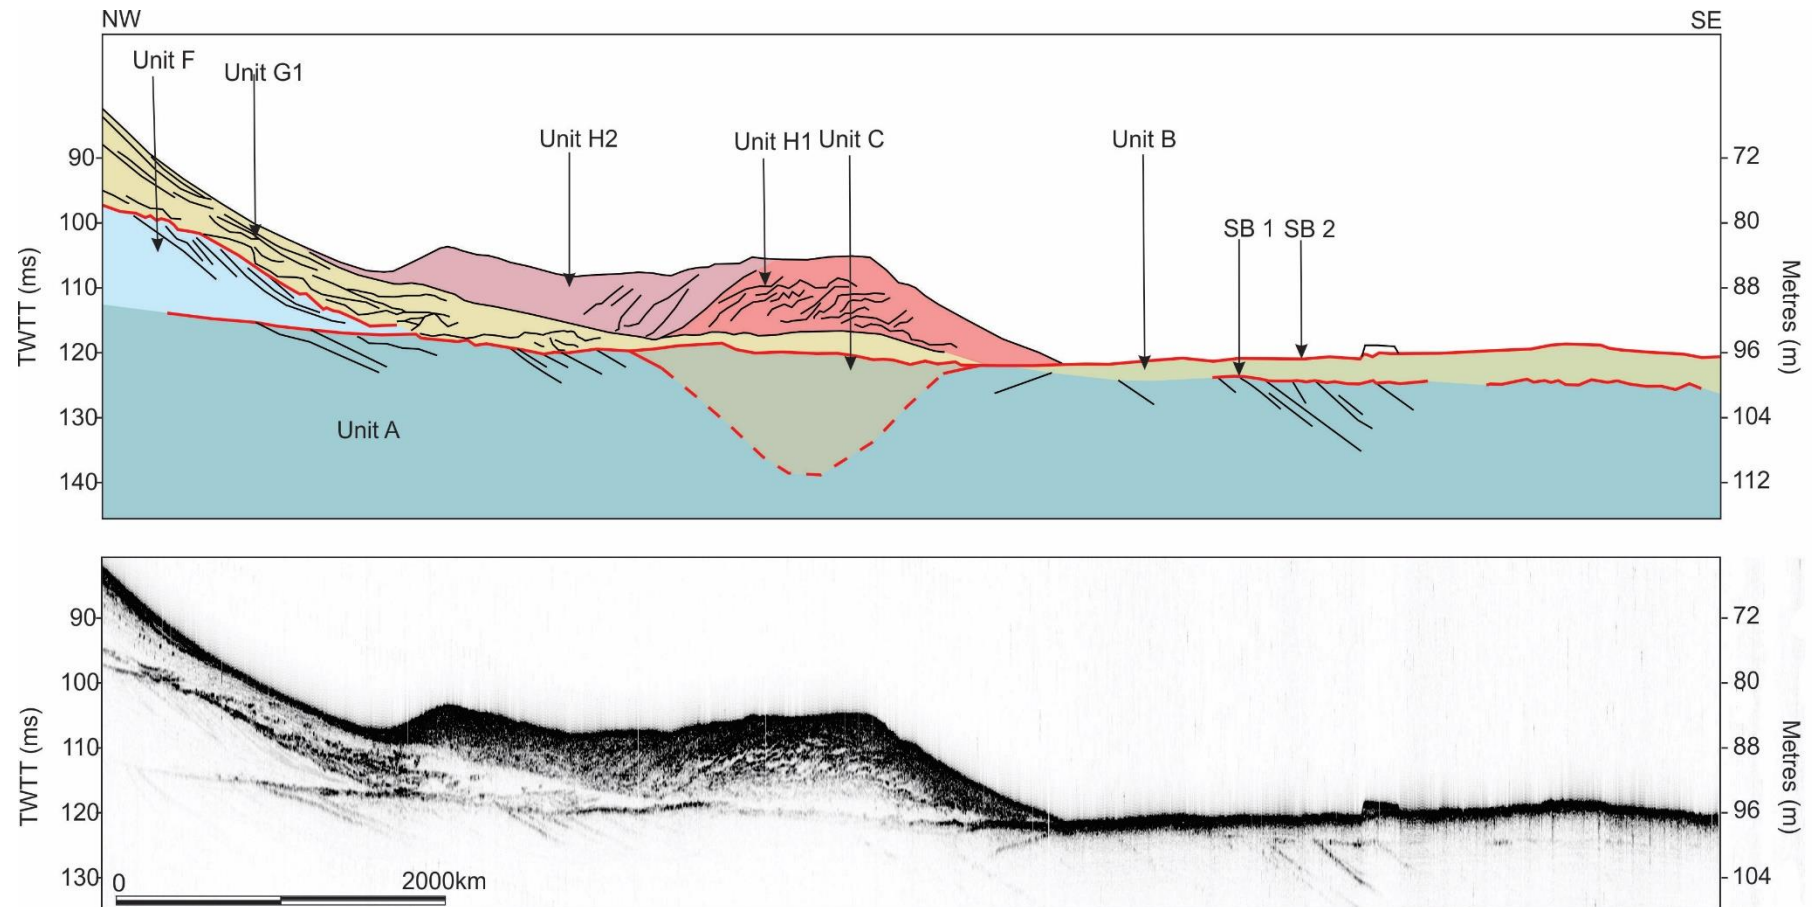 NW
SE
Unit F
Unit G1
Unit H2
Unit H1
Unit C
Unit B
SB 1
SB 2
Unit A
TWTT (ms)
90
100
110
120
130
140
72
80
88
96
104
112
Metres (m)
TWTT (ms)
90
100
110
120
130
72
80
88
96
104
Metres (m)
0
2000km